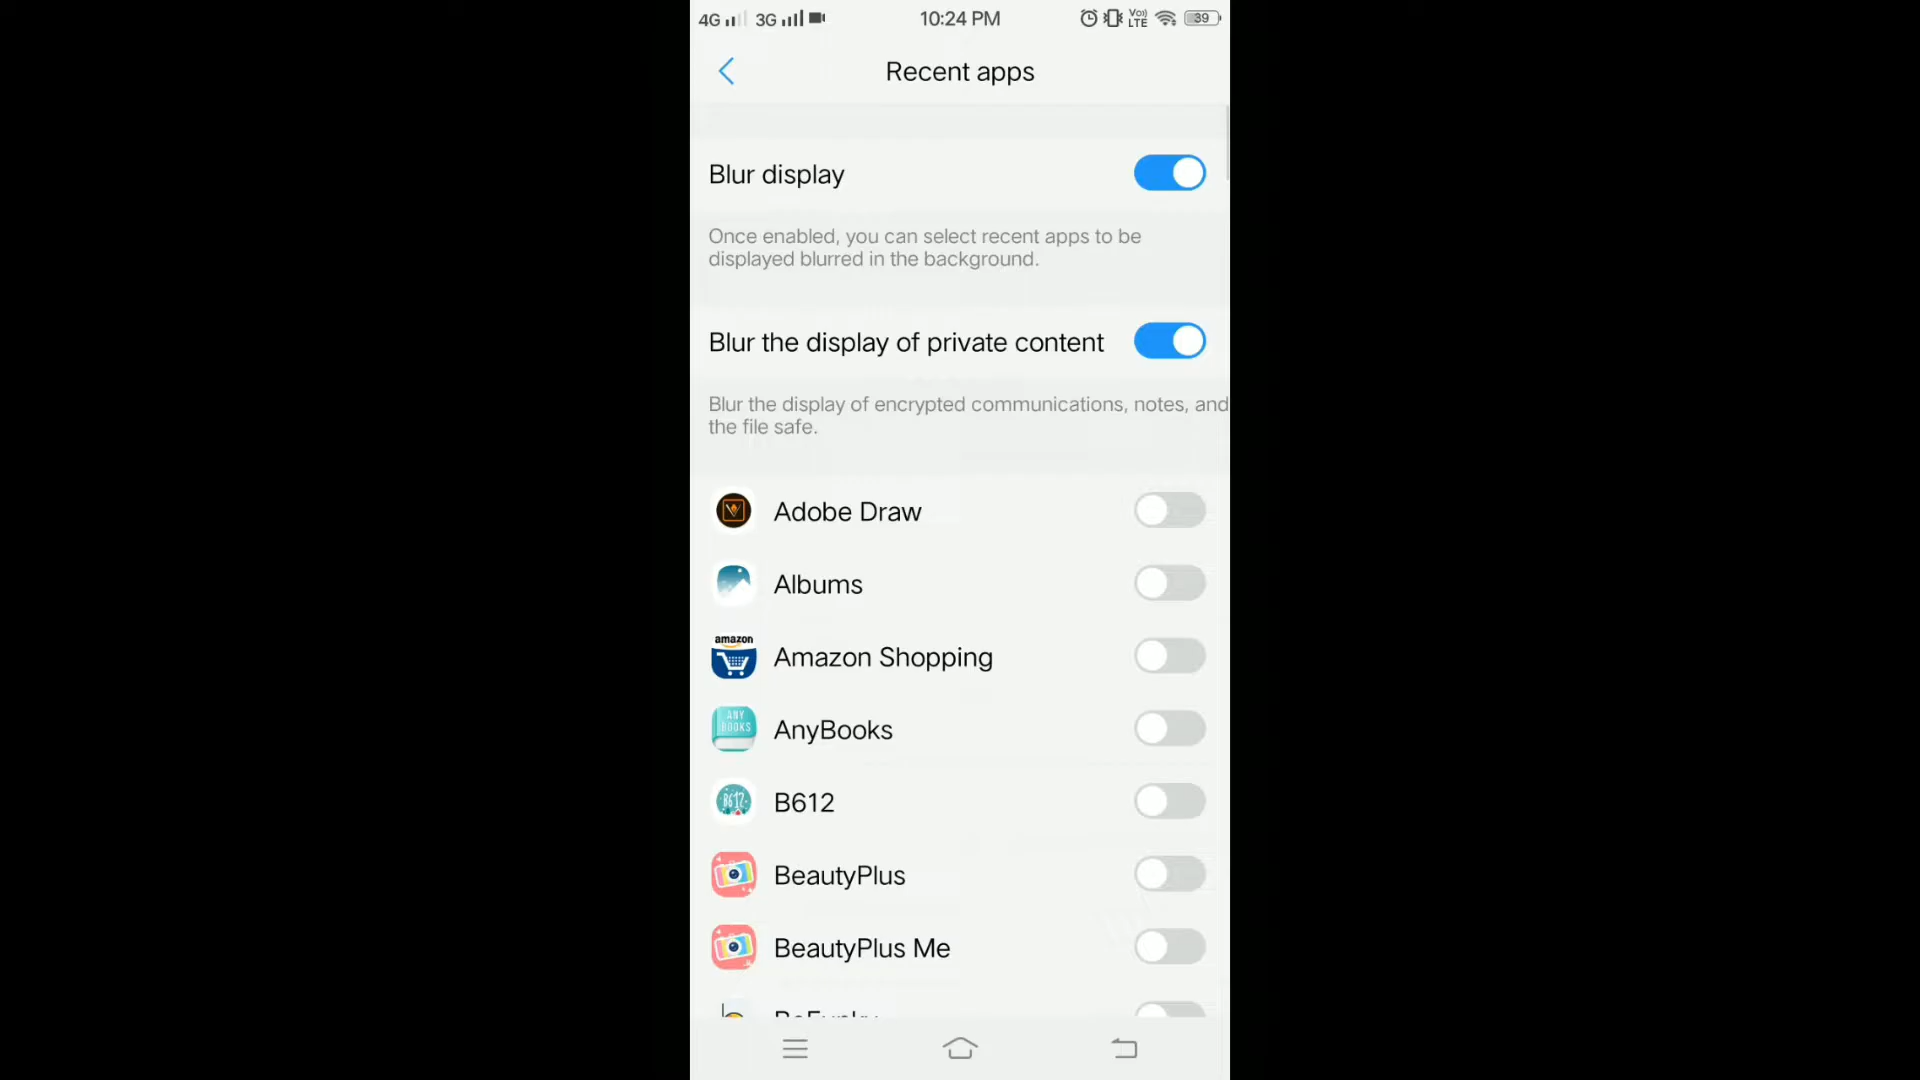 4G 3G 10:24 PM VoLTE 39
Recent apps
Blur display
Once enabled, you can select recent apps to be
displayed blurred in the background.
Blur the display of private content
Blur the display of encrypted communications, notes, and
the file safe.
Adobe Draw
Albums
amazon
Amazon Shopping
ANY
BOOKS
AnyBooks
B612
B612
BeautyPlus
BeautyPlus Me